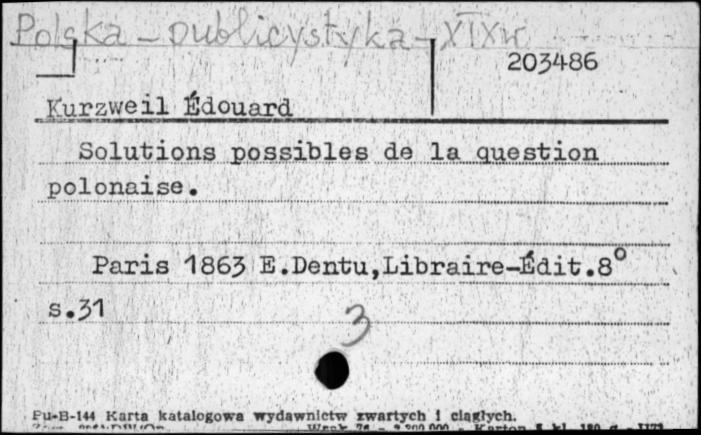 Polska - publicystyka - XIX w
203486
Kurzweil Édouard
Solutions possibles de la question
polonaise.
Paris 1863 E.Dentu,Libraire-Édit.8°
s.31
3
Pu-B-144 Karta katalogowa wydawnictw zwartych i ciągłych.